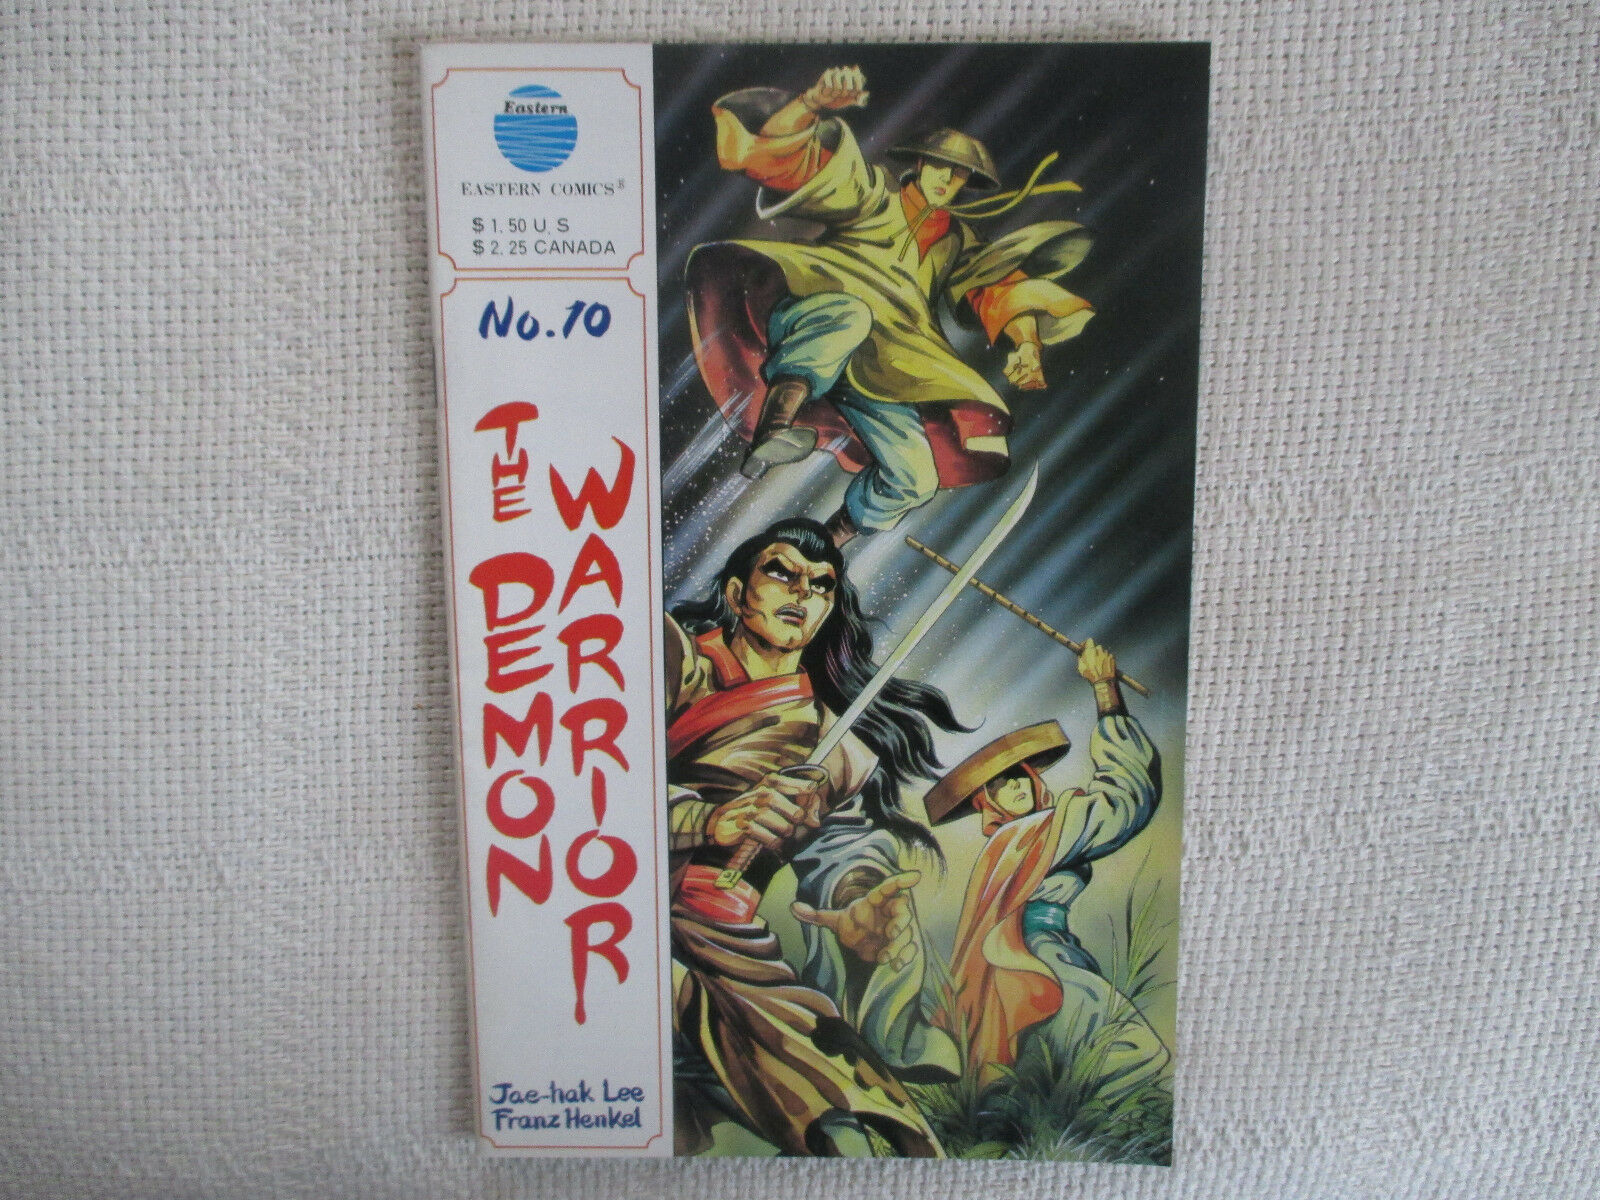 Eastern
EASTERN COMICS®
$ 1.50 U.S
$ 2.25 CANADA
No. 10
THE DEMON
WARRIOR
Jae-hak Lee
Franz Henkel